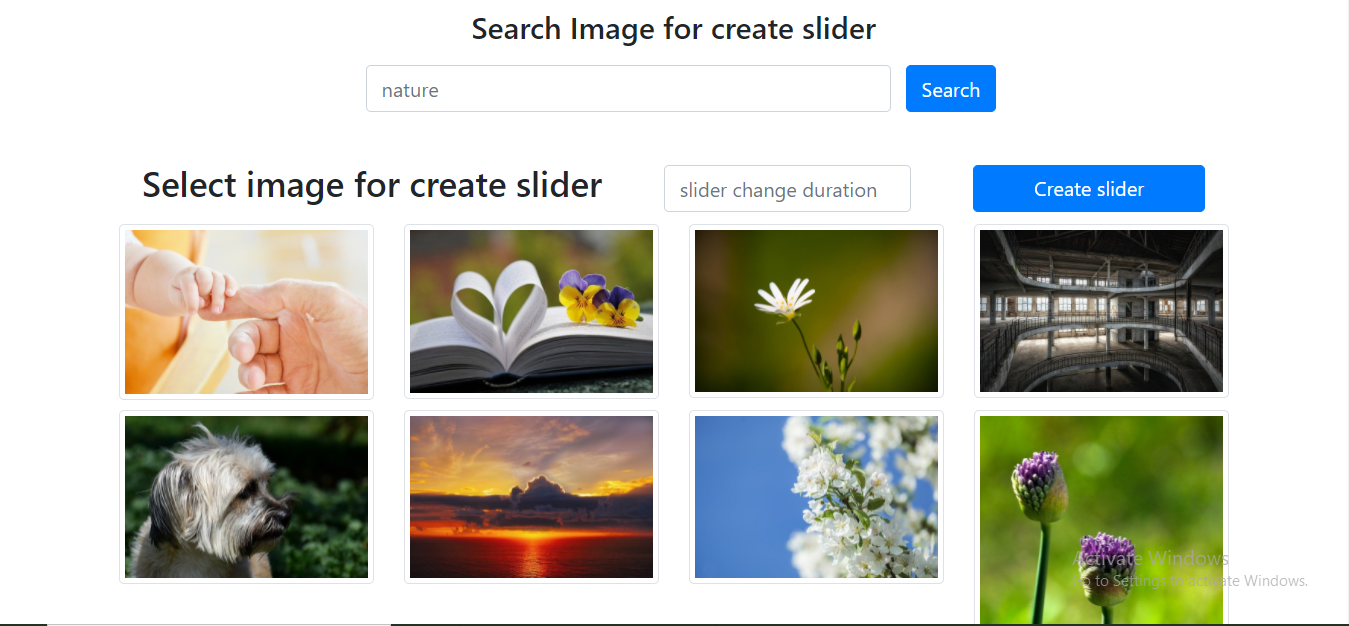 Search Image for create slider
nature
Search
Select image for create slider
slider change duration
Create slider
Activate Windows
Go to Settings to activate Windows.